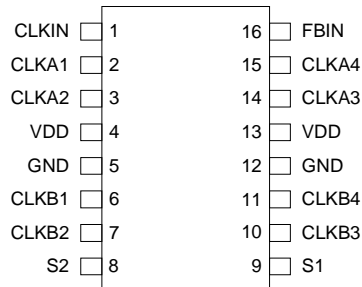 CLKIN 1 16 FBIN
CLKA1 2 15 CLKA4
CLKA2 3 14 CLKA3
VDD 4 13 VDD
GND 5 12 GND
CLKB1 6 11 CLKB4
CLKB2 7 10 CLKB3
S2 8 9 S1